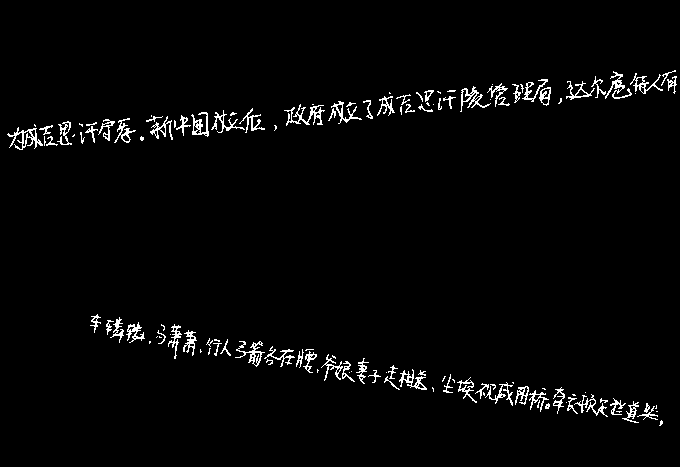 为成吉思汗守孝。新中国成立后，政府成立了成吉思汗陵管理局，达尔扈特人有
车辚辚、马萧萧、行人弓箭各在腰、爷娘妻子走相送、尘埃不见咸阳桥。牵衣顿足拦道哭，